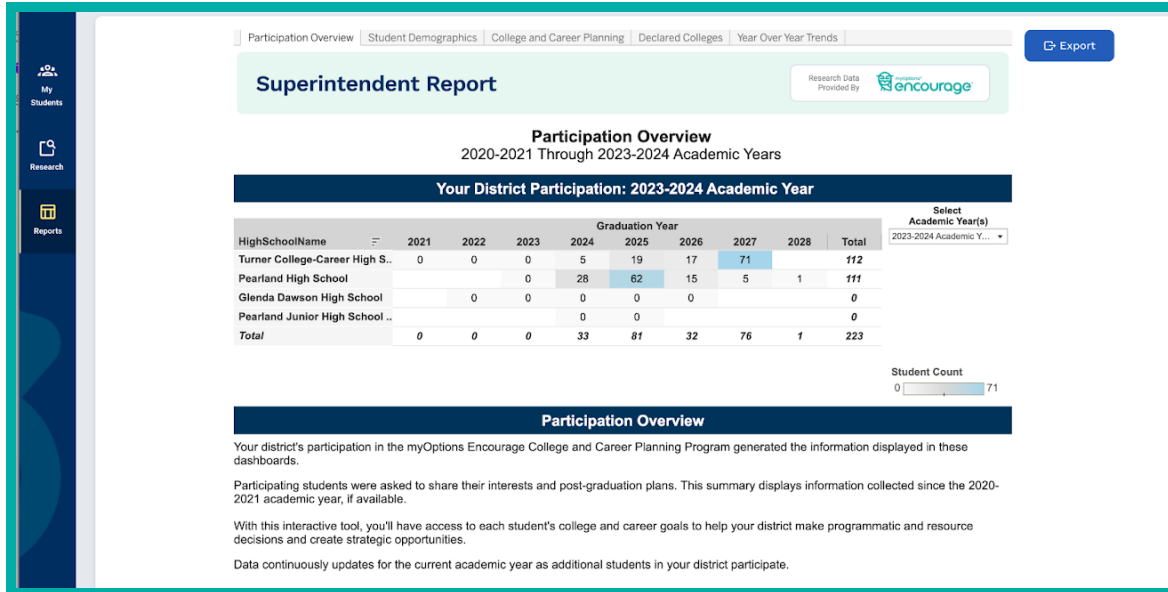 Participation Overview Student Demographics College and Career Planning Declared Colleges Year Over Year Trends
Export
My
Students
Research
Reports
Superintendent Report
Research Data
Provided By
myoptions
encourage
Participation Overview
2020-2021 Through 2023-2024 Academic Years
Your District Participation: 2023-2024 Academic Year
Select
Academic Year(s)
2023-2024 Academic Y...
Graduation Year
HighSchoolName 2021 2022 2023 2024 2025 2026 2027 2028 Total
Turner College-Career High S.. 0 0 0 5 19 17 71 112
Pearland High School 0 28 62 15 5 1 111
Glenda Dawson High School 0 0 0 0 0 0
Pearland Junior High School .. 0 0 0
Total 0 0 0 33 81 32 76 1 223
Student Count
0 71
Participation Overview
Your district's participation in the myOptions Encourage College and Career Planning Program generated the information displayed in these
dashboards.
Participating students were asked to share their interests and post-graduation plans. This summary displays information collected since the 2020-
2021 academic year, if available.
With this interactive tool, you'll have access to each student's college and career goals to help your district make programmatic and resource
decisions and create strategic opportunities.
Data continuously updates for the current academic year as additional students in your district participate.